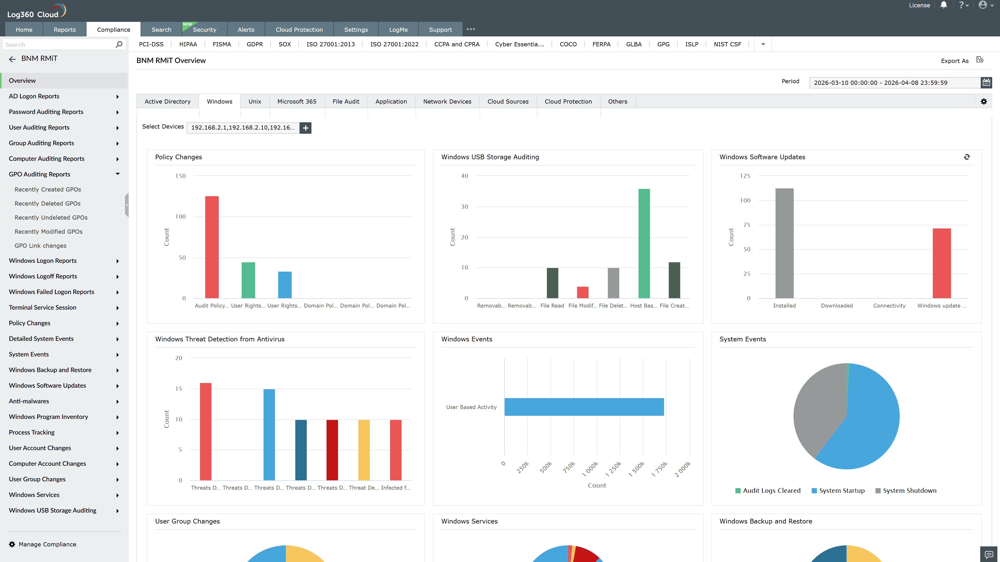 Log360 Cloud
License
?
Home
Reports
Compliance
Search
NEW
Security
Alerts
Cloud Protection
Settings
LogMe
Support
Search
PCI-DSS
HIPAA
FISMA
GDPR
SOX
ISO 27001:2013
ISO 27001:2022
CCPA and CPRA
Cyber Essentia...
COCO
FERPA
GLBA
GPG
ISLP
NIST CSF
BNM RMiT
Overview
AD Logon Reports
Password Auditing Reports
User Auditing Reports
Group Auditing Reports
Computer Auditing Reports
GPO Auditing Reports
Recently Created GPOs
Recently Deleted GPOs
Recently Undeleted GPOs
Recently Modified GPOs
GPO Link changes
Windows Logon Reports
Windows Logoff Reports
Windows Failed Logon Reports
Terminal Service Session
Policy Changes
Detailed System Events
System Events
Windows Backup and Restore
Windows Software Updates
Anti-malwares
Windows Program Inventory
Process Tracking
User Account Changes
Computer Account Changes
User Group Changes
Windows Services
Windows USB Storage Auditing
Manage Compliance
BNM RMiT Overview
Export As
Period
2026-03-10 00:00:00 - 2026-04-08 23:59:59
Active Directory
Windows
Unix
Microsoft 365
File Audit
Application
Network Devices
Cloud Sources
Cloud Protection
Others
Select Devices
192.168.2.1,192.168.2.10,192.16...
Policy Changes
150
100
50
0
Count
Audit Policy...
User Rights...
User Rights...
Domain Pol...
Domain Pol...
Domain Pol...
Windows USB Storage Auditing
40
30
20
10
0
Count
Removab...
Removab...
File Read
File Modif...
File Delet...
Host Bas...
File Creat...
Windows Software Updates
125
100
75
50
25
0
Count
Installed
Downloaded
Connectivity
Windows update ...
Windows Threat Detection from Antivirus
20
15
10
5
0
Count
Threats D...
Threats D...
Threats D...
Threats D...
Threats D...
Threat De...
Infected f...
Windows Events
User Based Activity
0
250k
500k
750k
1 000k
1 250k
1 500k
1 750k
2 000k
Count
System Events
Audit Logs Cleared
System Startup
System Shutdown
User Group Changes
Windows Services
Windows Backup and Restore